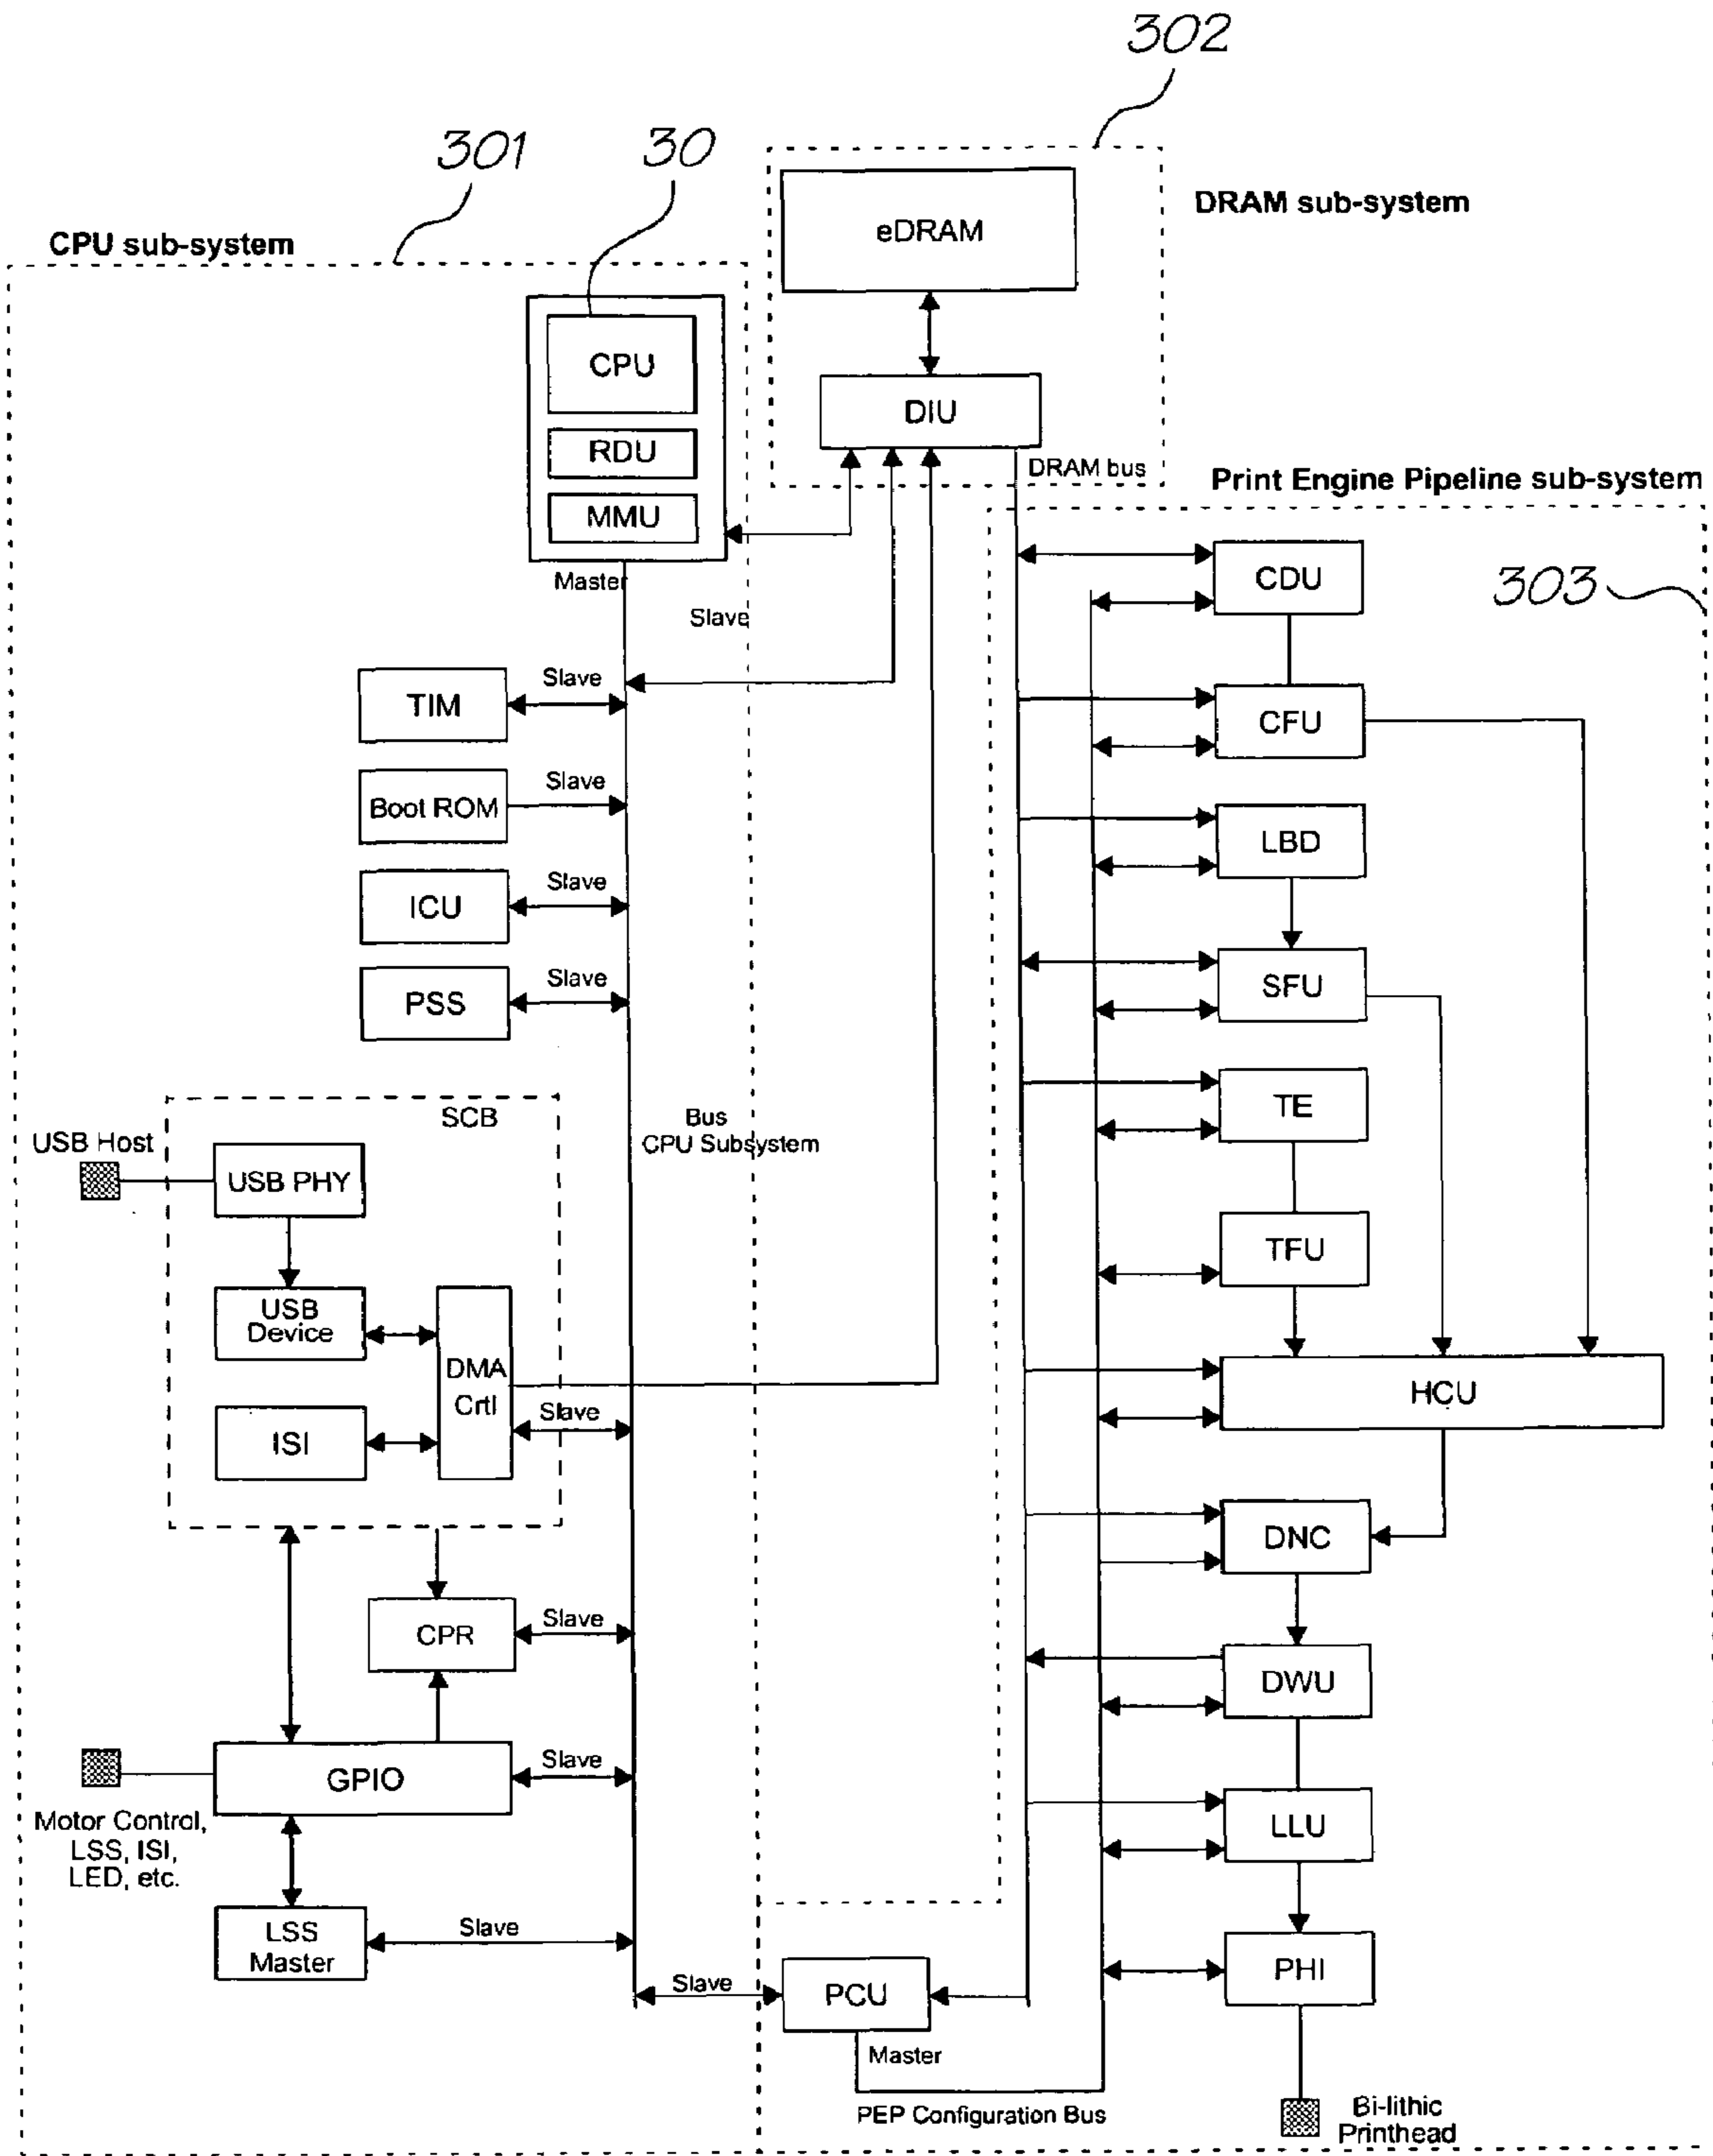 302
301
30
DRAM sub-system
CPU sub-system
eDRAM
CPU
DIU
RDU
DRAM bus
Print Engine Pipeline sub-system
MMU
Master
CDU
303
Slave
Slave
TIM
CFU
Slave
Boot ROM
LBD
Slave
ICU
Slave
PSS
SFU
TE
SCB
Bus
CPU Subsystem
USB Host
USB PHY
TFU
USB
Device
DMA
Crtl
HCU
Slave
ISI
DNC
Slave
CPR
DWU
Slave
GPIO
Motor Control,
LSS, ISI,
LED, etc.
LLU
LSS
Master
Slave
PHI
Slave
PCU
Master
PEP Configuration Bus
Bi-lithic
Printhead